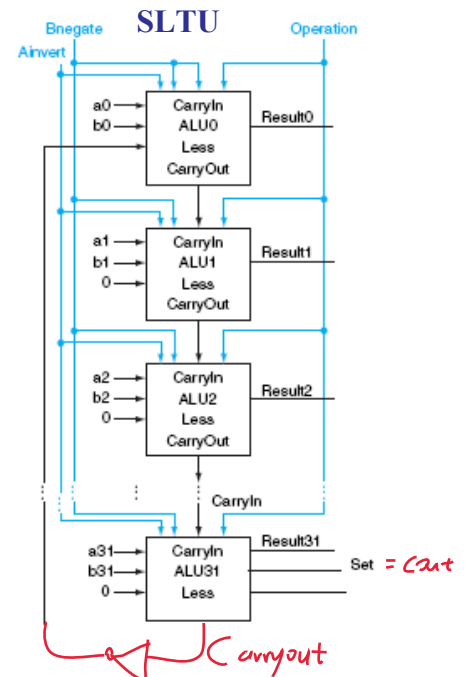 SLTU
Bnegate
Operation
Ainvert
a0
b0
CarryIn
ALU0
Less
CarryOut
Result0
a1
b1
0
CarryIn
ALU1
Less
CarryOut
Result1
a2
b2
0
CarryIn
ALU2
Less
CarryOut
Result2
CarryIn
a31
b31
0
CarryIn
ALU31
Less
Result31
Set = Cout
Carryout